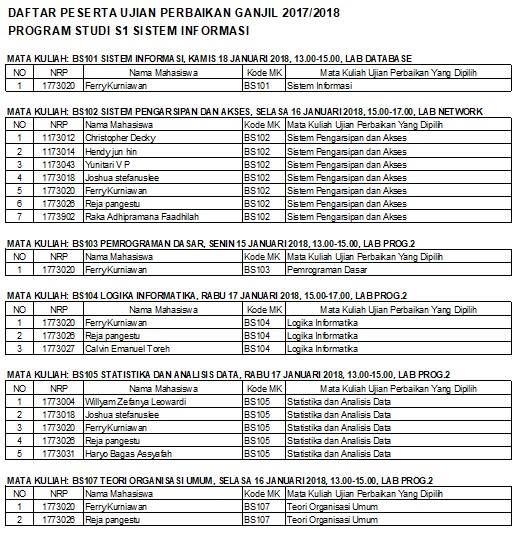 DAFTAR PESERTA UJIAN PERBAIKAN GANJIL 2017/2018
PROGRAM STUDI S1 SISTEM INFORMASI
MATA KULIAH: BS101 SISTEM INFORMASI, KAMIS 18 JANUARI 2018, 13.00-15.00, LAB DATABASE
NO NRP Nama Mahasiswa Kode MK Mata Kuliah Ujian Perbaikan Yang Dipilih
1 1773020 FerryKurniawan BS101 Sistem Informasi
MATA KULIAH: BS102 SISTEM PENGARSIPAN DAN AKSES, SELASA 16 JANUARI 2018, 15.00-17.00, LAB NETWORK
NO NRP Nama Mahasiswa Kode MK Mata Kuliah Ujian Perbaikan Yang Dipilih
1 1173012 Christopher Decky BS102 Sistem Pengarsipan dan Akses
2 1173014 Hendy jun hin BS102 Sistem Pengarsipan dan Akses
3 1173043 Yunitari V P BS102 Sistem Pengarsipan dan Akses
4 1773018 Joshua stefanuslee BS102 Sistem Pengarsipan dan Akses
5 1773020 FerryKurniawan BS102 Sistem Pengarsipan dan Akses
6 1773026 Reja pangestu BS102 Sistem Pengarsipan dan Akses
7 1773902 Raka Adhipramana Faadhilah BS102 Sistem Pengarsipan dan Akses
MATA KULIAH: BS103 PEMROGRAMAN DASAR, SENIN 15 JANUARI 2018, 13.00-15.00, LAB PROG.2
NO NRP Nama Mahasiswa Kode MK Mata Kuliah Ujian Perbaikan Yang Dipilih
1 1773020 FerryKurniawan BS103 Pemrograman Dasar
MATA KULIAH: BS104 LOGIKA INFORMATIKA, RABU 17 JANUARI 2018, 15.00-17.00, LAB PROG.2
NO NRP Nama Mahasiswa Kode MK Mata Kuliah Ujian Perbaikan Yang Dipilih
1 1773020 FerryKurniawan BS104 Logika Informatika
2 1773026 Reja pangestu BS104 Logika Informatika
3 1773027 Calvin Emanuel Toreh BS104 Logika Informatika
MATA KULIAH: BS105 STATISTIKA DAN ANALISIS DATA, RABU 17 JANUARI 2018, 13.00-15.00, LAB PROG.2
NO NRP Nama Mahasiswa Kode MK Mata Kuliah Ujian Perbaikan Yang Dipilih
1 1773004 Willyam Zefanya Leowardi BS105 Statistika dan Analisis Data
2 1773018 Joshua stefanuslee BS105 Statistika dan Analisis Data
3 1773020 FerryKurniawan BS105 Statistika dan Analisis Data
4 1773026 Reja pangestu BS105 Statistika dan Analisis Data
5 1773031 Haryo Bagas Assyafah BS105 Statistika dan Analisis Data
MATA KULIAH: BS107 TEORI ORGANISASI UMUM, SELASA 16 JANUARI 2018, 13.00-15.00, LAB PROG.2
NO NRP Nama Mahasiswa Kode MK Mata Kuliah Ujian Perbaikan Yang Dipilih
1 1773020 FerryKurniawan BS107 Teori Organisasi Umum
2 1773026 Reja pangestu BS107 Teori Organisasi Umum